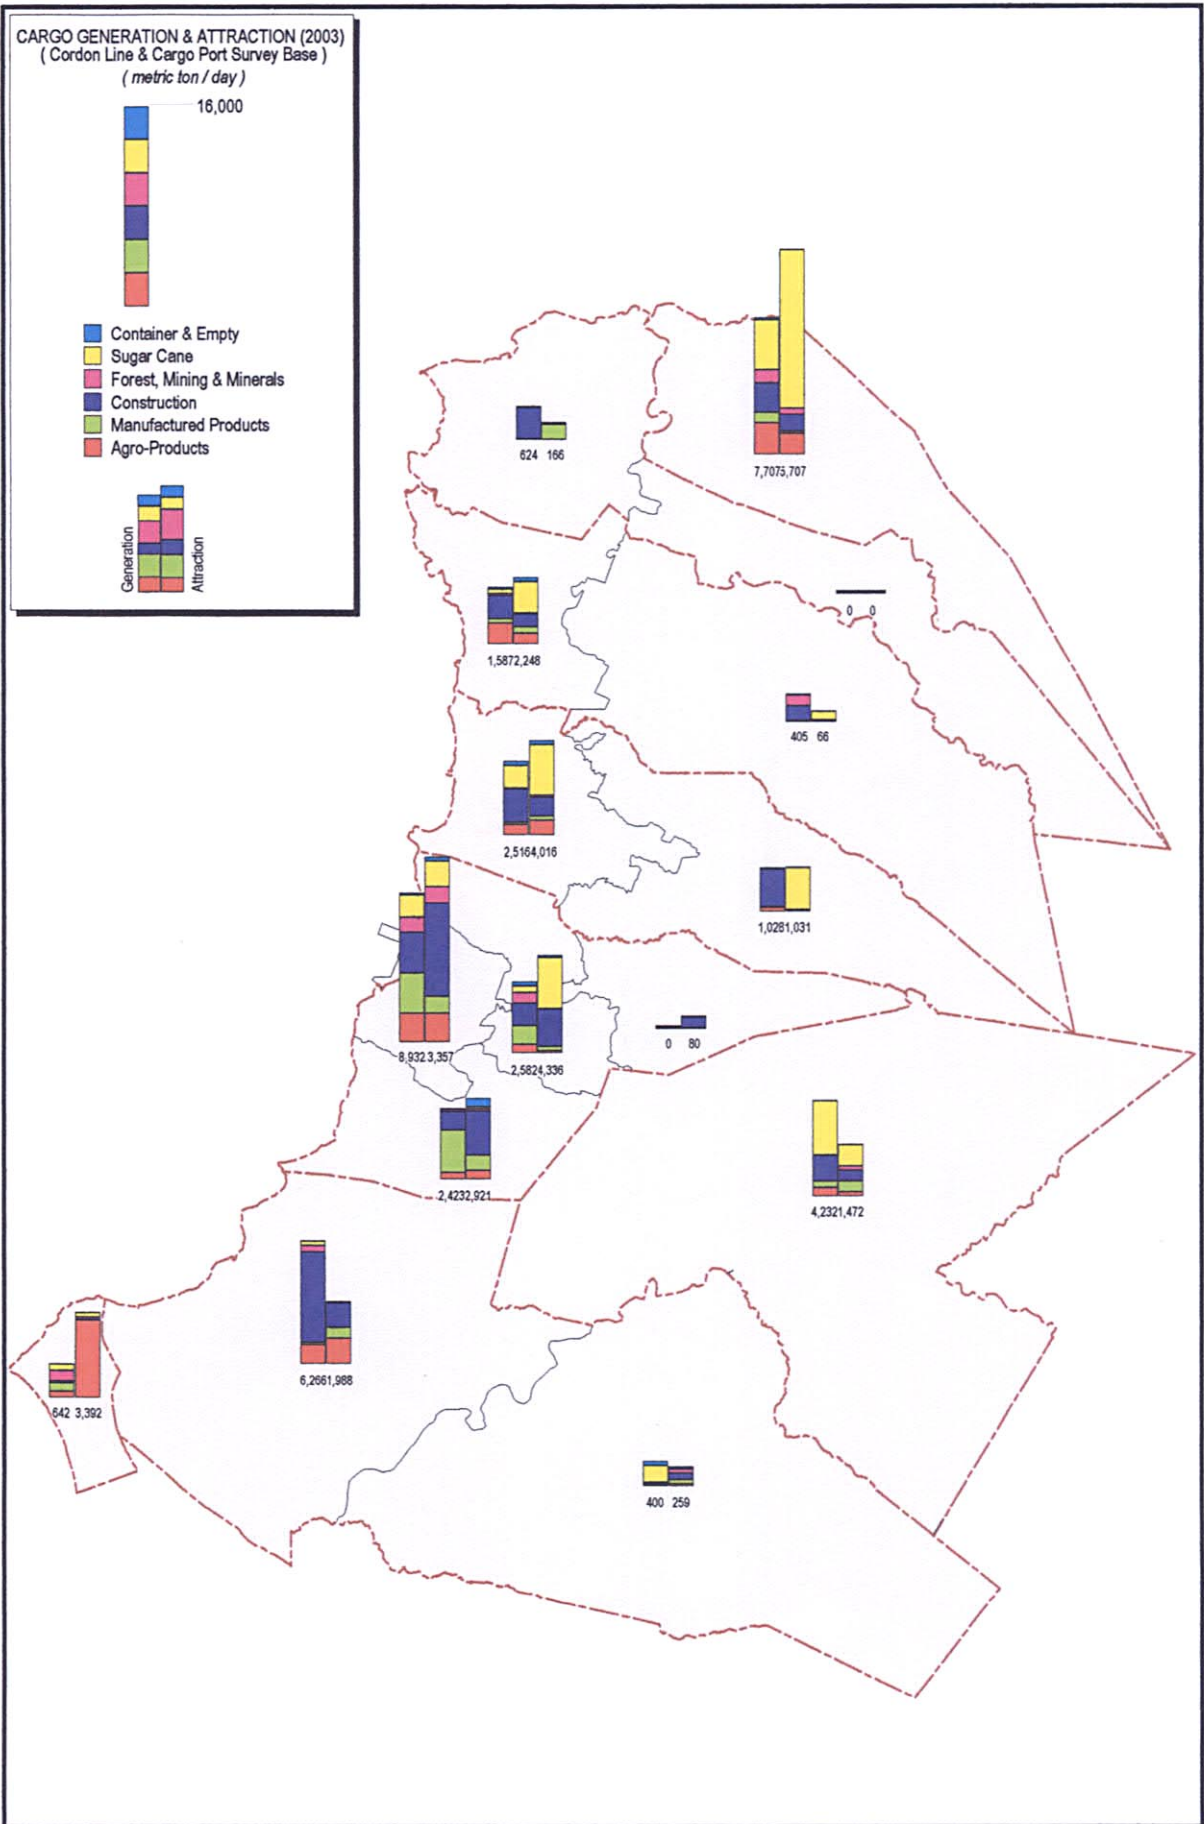 CARGO GENERATION & ATTRACTION (2003)
( Cordon Line & Cargo Port Survey Base )
( metric ton / day )
16,000
Container & Empty
Sugar Cane
Forest, Mining & Minerals
Construction
Manufactured Products
Agro-Products
Generation
Attraction
624 166
7,7075,707
0 0
1,5872,248
405 66
2,5164,016
1,0281,031
8,9323,357
2,5824,336
0 80
2,4232,921
4,2321,472
6,2661,988
642 3,392
400 259